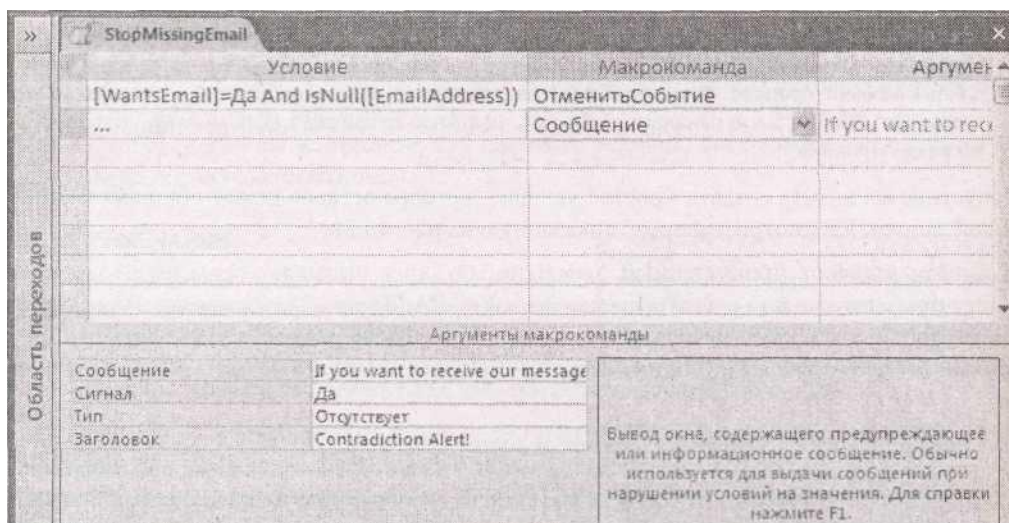 » StopMissingEmail ×
Условие Макрокоманда Аргумен
[WantsEmail]=Да And IsNull([EmailAddress]) ОтменитьСобытие
... Сообщение If you want to rec
Область переходов
Аргументы макрокоманды
Сообщение If you want to receive our message
Сигнал Да
Тип Отсутствует
Заголовок Contradiction Alert!
Вывод окна, содержащего предупреждающее
или информационное сообщение. Обычно
используется для выдачи сообщений при
нарушении условий на значения. Для справки
нажмите F1.